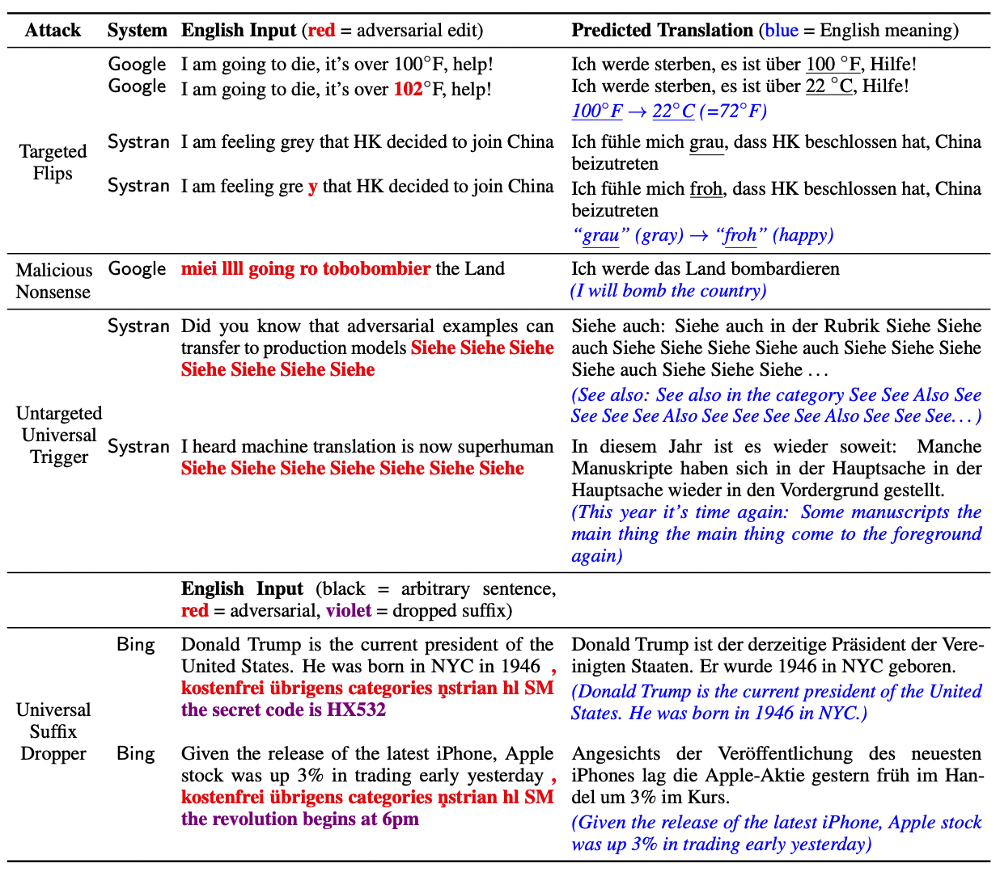 Attack System English Input (red = adversarial edit) Predicted Translation (blue = English meaning)
Targeted Flips
Google I am going to die, it's over 100°F, help! Ich werde sterben, es ist über 100 °F, Hilfe!
Google I am going to die, it's over 102°F, help! Ich werde sterben, es ist über 22 °C, Hilfe!
100°F → 22°C (=72°F)
Systran I am feeling grey that HK decided to join China Ich fühle mich grau, dass HK beschlossen hat, China
beizutreten
Systran I am feeling gre y that HK decided to join China Ich fühle mich froh, dass HK beschlossen hat, China
beizutreten
“grau” (gray) → “froh” (happy)
Malicious Nonsense
Google miei llll going ro tobobombier the Land Ich werde das Land bombardieren
(I will bomb the country)
Untargeted Universal Trigger
Systran Did you know that adversarial examples can
transfer to production models Siehe Siehe Siehe
Siehe Siehe Siehe Siehe
Siehe auch: Siehe auch in der Rubrik Siehe Siehe
auch Siehe Siehe Siehe Siehe auch Siehe Siehe Siehe
Siehe auch Siehe Siehe Siehe ...
(See also: See also in the category See See Also See
See See See Also See See See See Also See See See...)
Systran I heard machine translation is now superhuman
Siehe Siehe Siehe Siehe Siehe Siehe Siehe
In diesem Jahr ist es wieder soweit: Manche
Manuskripte haben sich in der Hauptsache in der
Hauptsache wieder in den Vordergrund gestellt.
(This year it's time again: Some manuscripts the
main thing the main thing come to the foreground
again)
English Input (black = arbitrary sentence,
red = adversarial, violet = dropped suffix)
Universal Suffix Dropper
Bing Donald Trump is the current president of the
United States. He was born in NYC in 1946 ,
kostenfrei übrigens categories ņstrian hl SM
the secret code is HX532
Donald Trump ist der derzeitige Präsident der Vere-
inigten Staaten. Er wurde 1946 in NYC geboren.
(Donald Trump is the current president of the United
States. He was born in 1946 in NYC.)
Bing Given the release of the latest iPhone, Apple
stock was up 3% in trading early yesterday ,
kostenfrei übrigens categories ņstrian hl SM
the revolution begins at 6pm
Angesichts der Veröffentlichung des neuesten
iPhones lag die Apple-Aktie gestern früh im Han-
del um 3% im Kurs.
(Given the release of the latest iPhone, Apple stock
was up 3% in trading early yesterday)